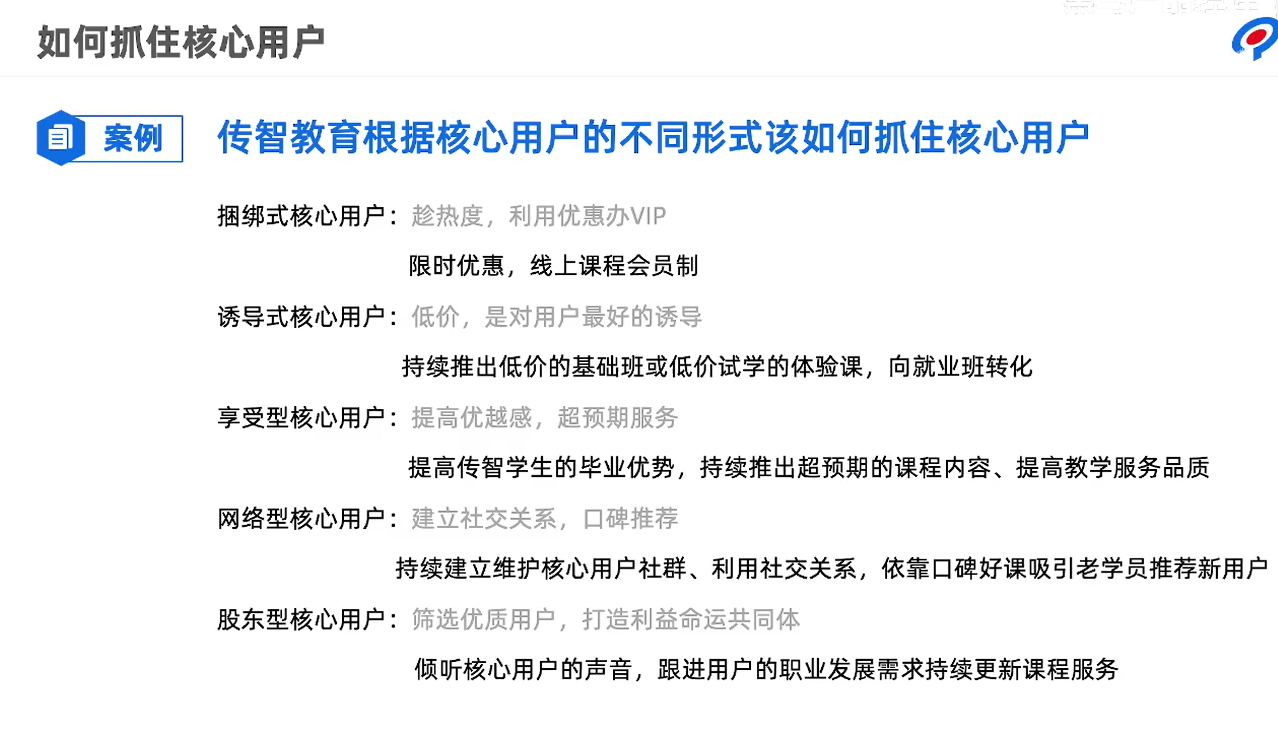 如何抓住核心用户
案例
传智教育根据核心用户的不同形式该如何抓住核心用户
捆绑式核心用户：趁热度，利用优惠办VIP
限时优惠，线上课程会员制
诱导式核心用户：低价，是对用户最好的诱导
持续推出低价的基础班或低价试学的体验课，向就业班转化
享受型核心用户：提高优越感，超预期服务
提高传智学生的毕业优势，持续推出超预期的课程内容、提高教学服务品质
网络型核心用户：建立社交关系，口碑推荐
持续建立维护核心用户社群、利用社交关系，依靠口碑好课吸引老学员推荐新用户
股东型核心用户：筛选优质用户，打造利益命运共同体
倾听核心用户的声音，跟进用户的职业发展需求持续更新课程服务